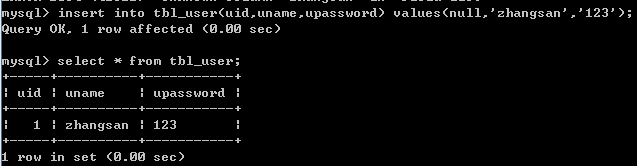 mysql> insert into tbl_user(uid,uname,upassword) values(null,'zhangsan','123');
Query OK, 1 row affected (0.00 sec)
mysql> select * from tbl_user;
+-----+----------+-----------+
| uid | uname    | upassword |
+-----+----------+-----------+
|   1 | zhangsan | 123       |
+-----+----------+-----------+
1 row in set (0.00 sec)